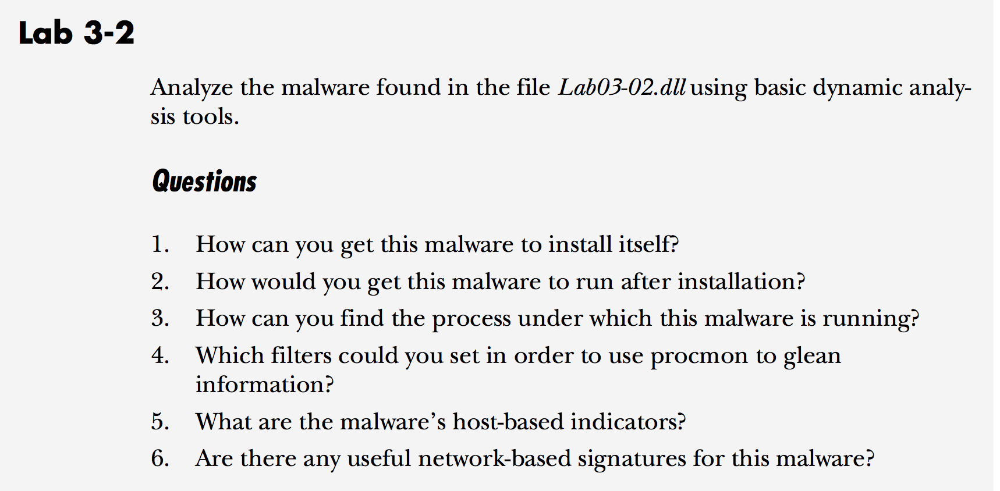 Lab 3-2
Analyze the malware found in the file Lab03-02.dll using basic dynamic analy-
sis tools.
Questions
1. How can you get this malware to install itself?
2. How would you get this malware to run after installation?
3. How can you find the process under which this malware is running?
4. Which filters could you set in order to use procmon to glean
information?
5. What are the malware’s host-based indicators?
6. Are there any useful network-based signatures for this malware?